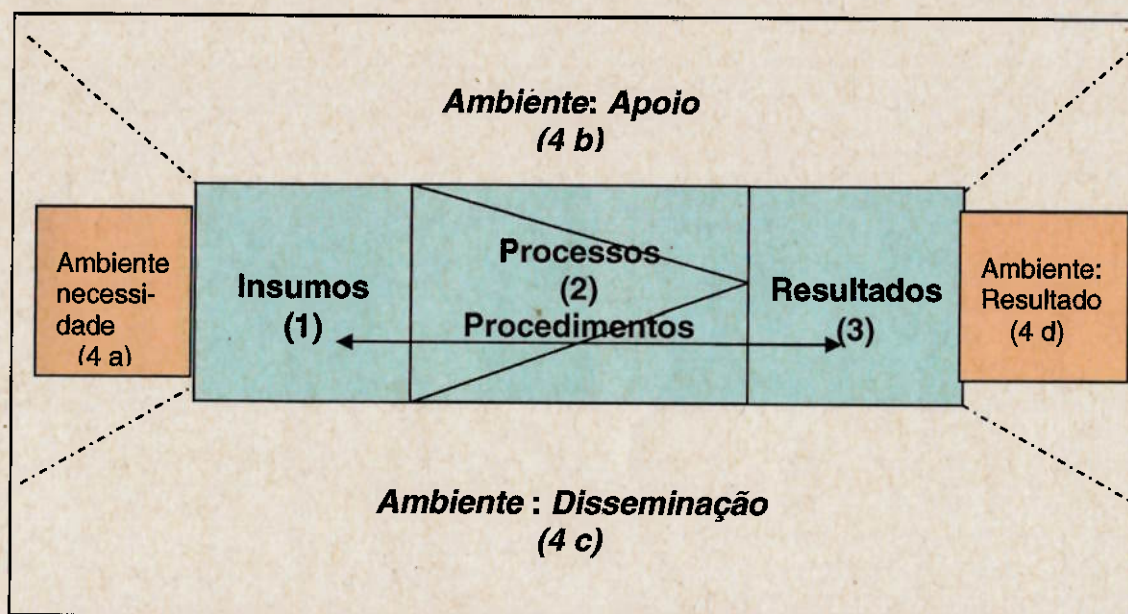 Ambiente: Apoio
(4 b)
Ambiente
necessi-
dade
(4 a)
Insumos
(1)
Processos
(2)
Procedimentos
Resultados
(3)
Ambiente:
Resultado
(4 d)
Ambiente : Disseminação
(4 c)